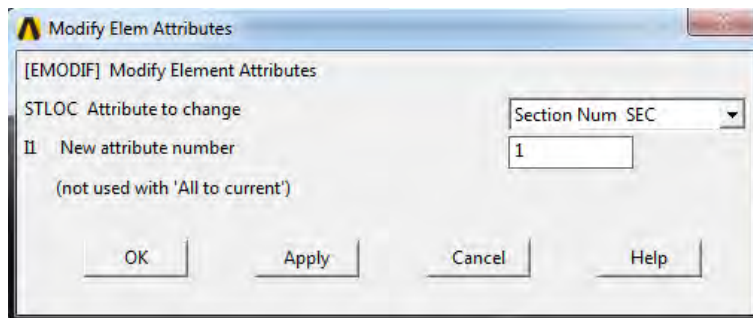 Modify Elem Attributes
[EMODIF] Modify Element Attributes
STLOC Attribute to change
Section Num SEC
I1 New attribute number
1
(not used with 'All to current')
OK Apply Cancel Help